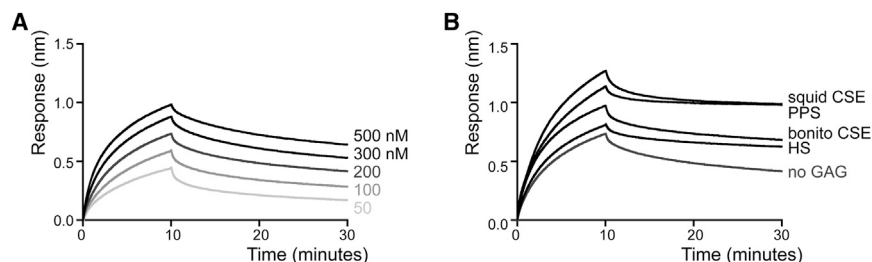 A
Response (nm)
1.5
1.0
0.5
0.0
0
10
20
30
Time (minutes)
500 nM
300 nM
200
100
50
B
Response (nm)
1.5
1.0
0.5
0.0
0
10
20
30
Time (minutes)
squid CSE
PPS
bonito CSE
HS
no GAG